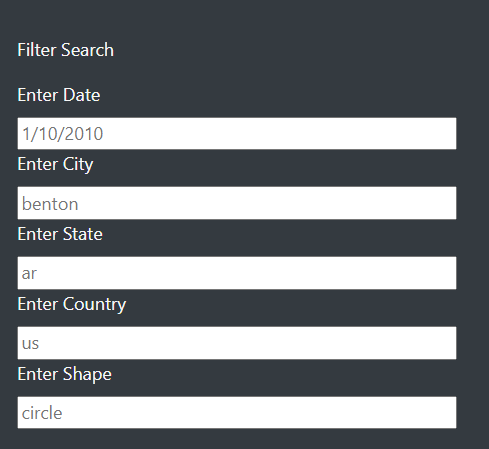 Filter Search
Enter Date
1/10/2010
Enter City
benton
Enter State
ar
Enter Country
us
Enter Shape
circle